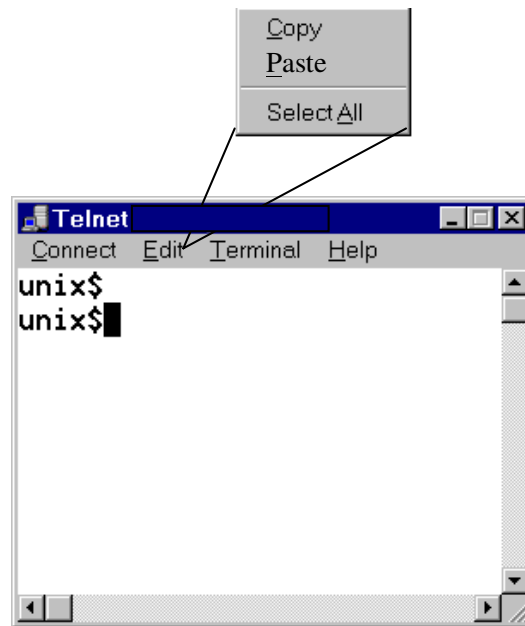 Copy
Paste
Select All
Telnet
Connect Edit Terminal Help
unix$
unix$